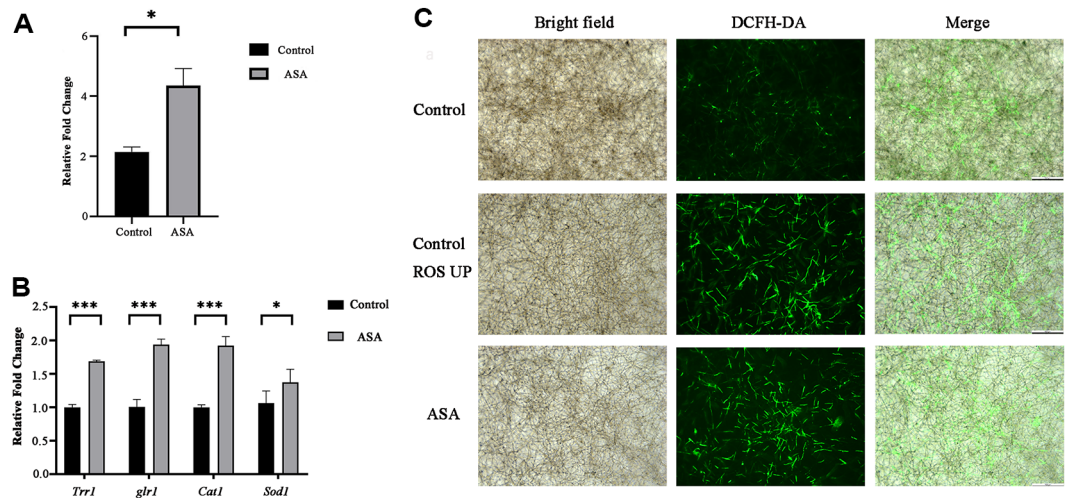 A
*
6
4
2
0
Relative Fold Change
Control
ASA
Control
ASA
B
***
***
***
*
2.5
2.0
1.5
1.0
0.5
0.0
Relative Fold Change
Control
ASA
Trr1
glr1
Cat1
Sod1
C
Bright field
DCFH-DA
Merge
a
Control
Control
ROS UP
ASA